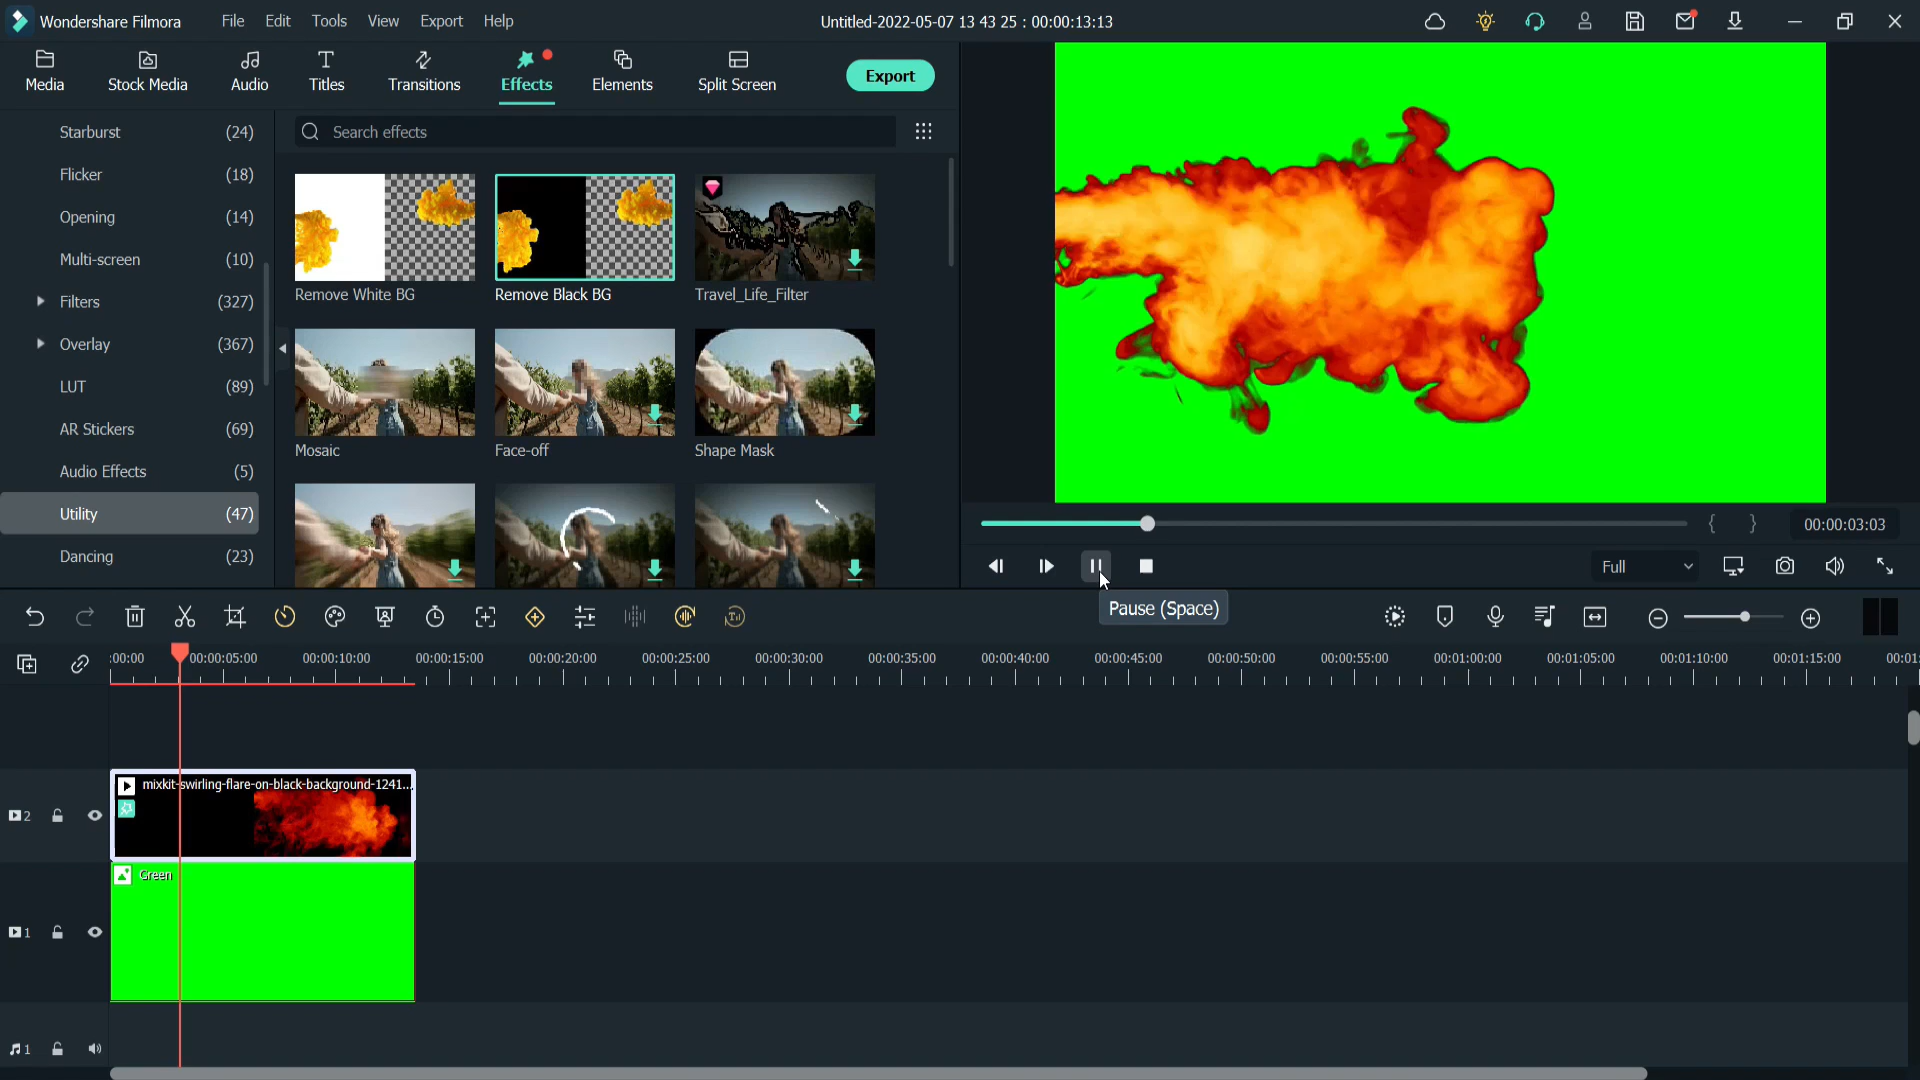 Wondershare Filmora
File Edit Tools View Export Help
Untitled-2022-05-07 13 43 25 : 00:00:13:13
Media
Stock Media
Audio
Titles
Transitions
Effects
Elements
Split Screen
Export
Starburst (24)
Flicker (18)
Opening (14)
Multi-screen (10)
Filters (327)
Overlay (367)
LUT (89)
AR Stickers (69)
Audio Effects (5)
Utility (47)
Dancing (23)
Search effects
Remove White BG
Remove Black BG
Travel_Life_Filter
Mosaic
Face-off
Shape Mask
00:00:03:03
Full
Pause (Space)
:00:00 00:00:05:00 00:00:10:00 00:00:15:00 00:00:20:00 00:00:25:00 00:00:30:00 00:00:35:00 00:00:40:00 00:00:45:00 00:00:50:00 00:00:55:00 00:01:00:00 00:01:05:00 00:01:10:00 00:01:15:00 00:01:
mixkit-swirling-flare-on-black-background-1241...
2
Green
1
1